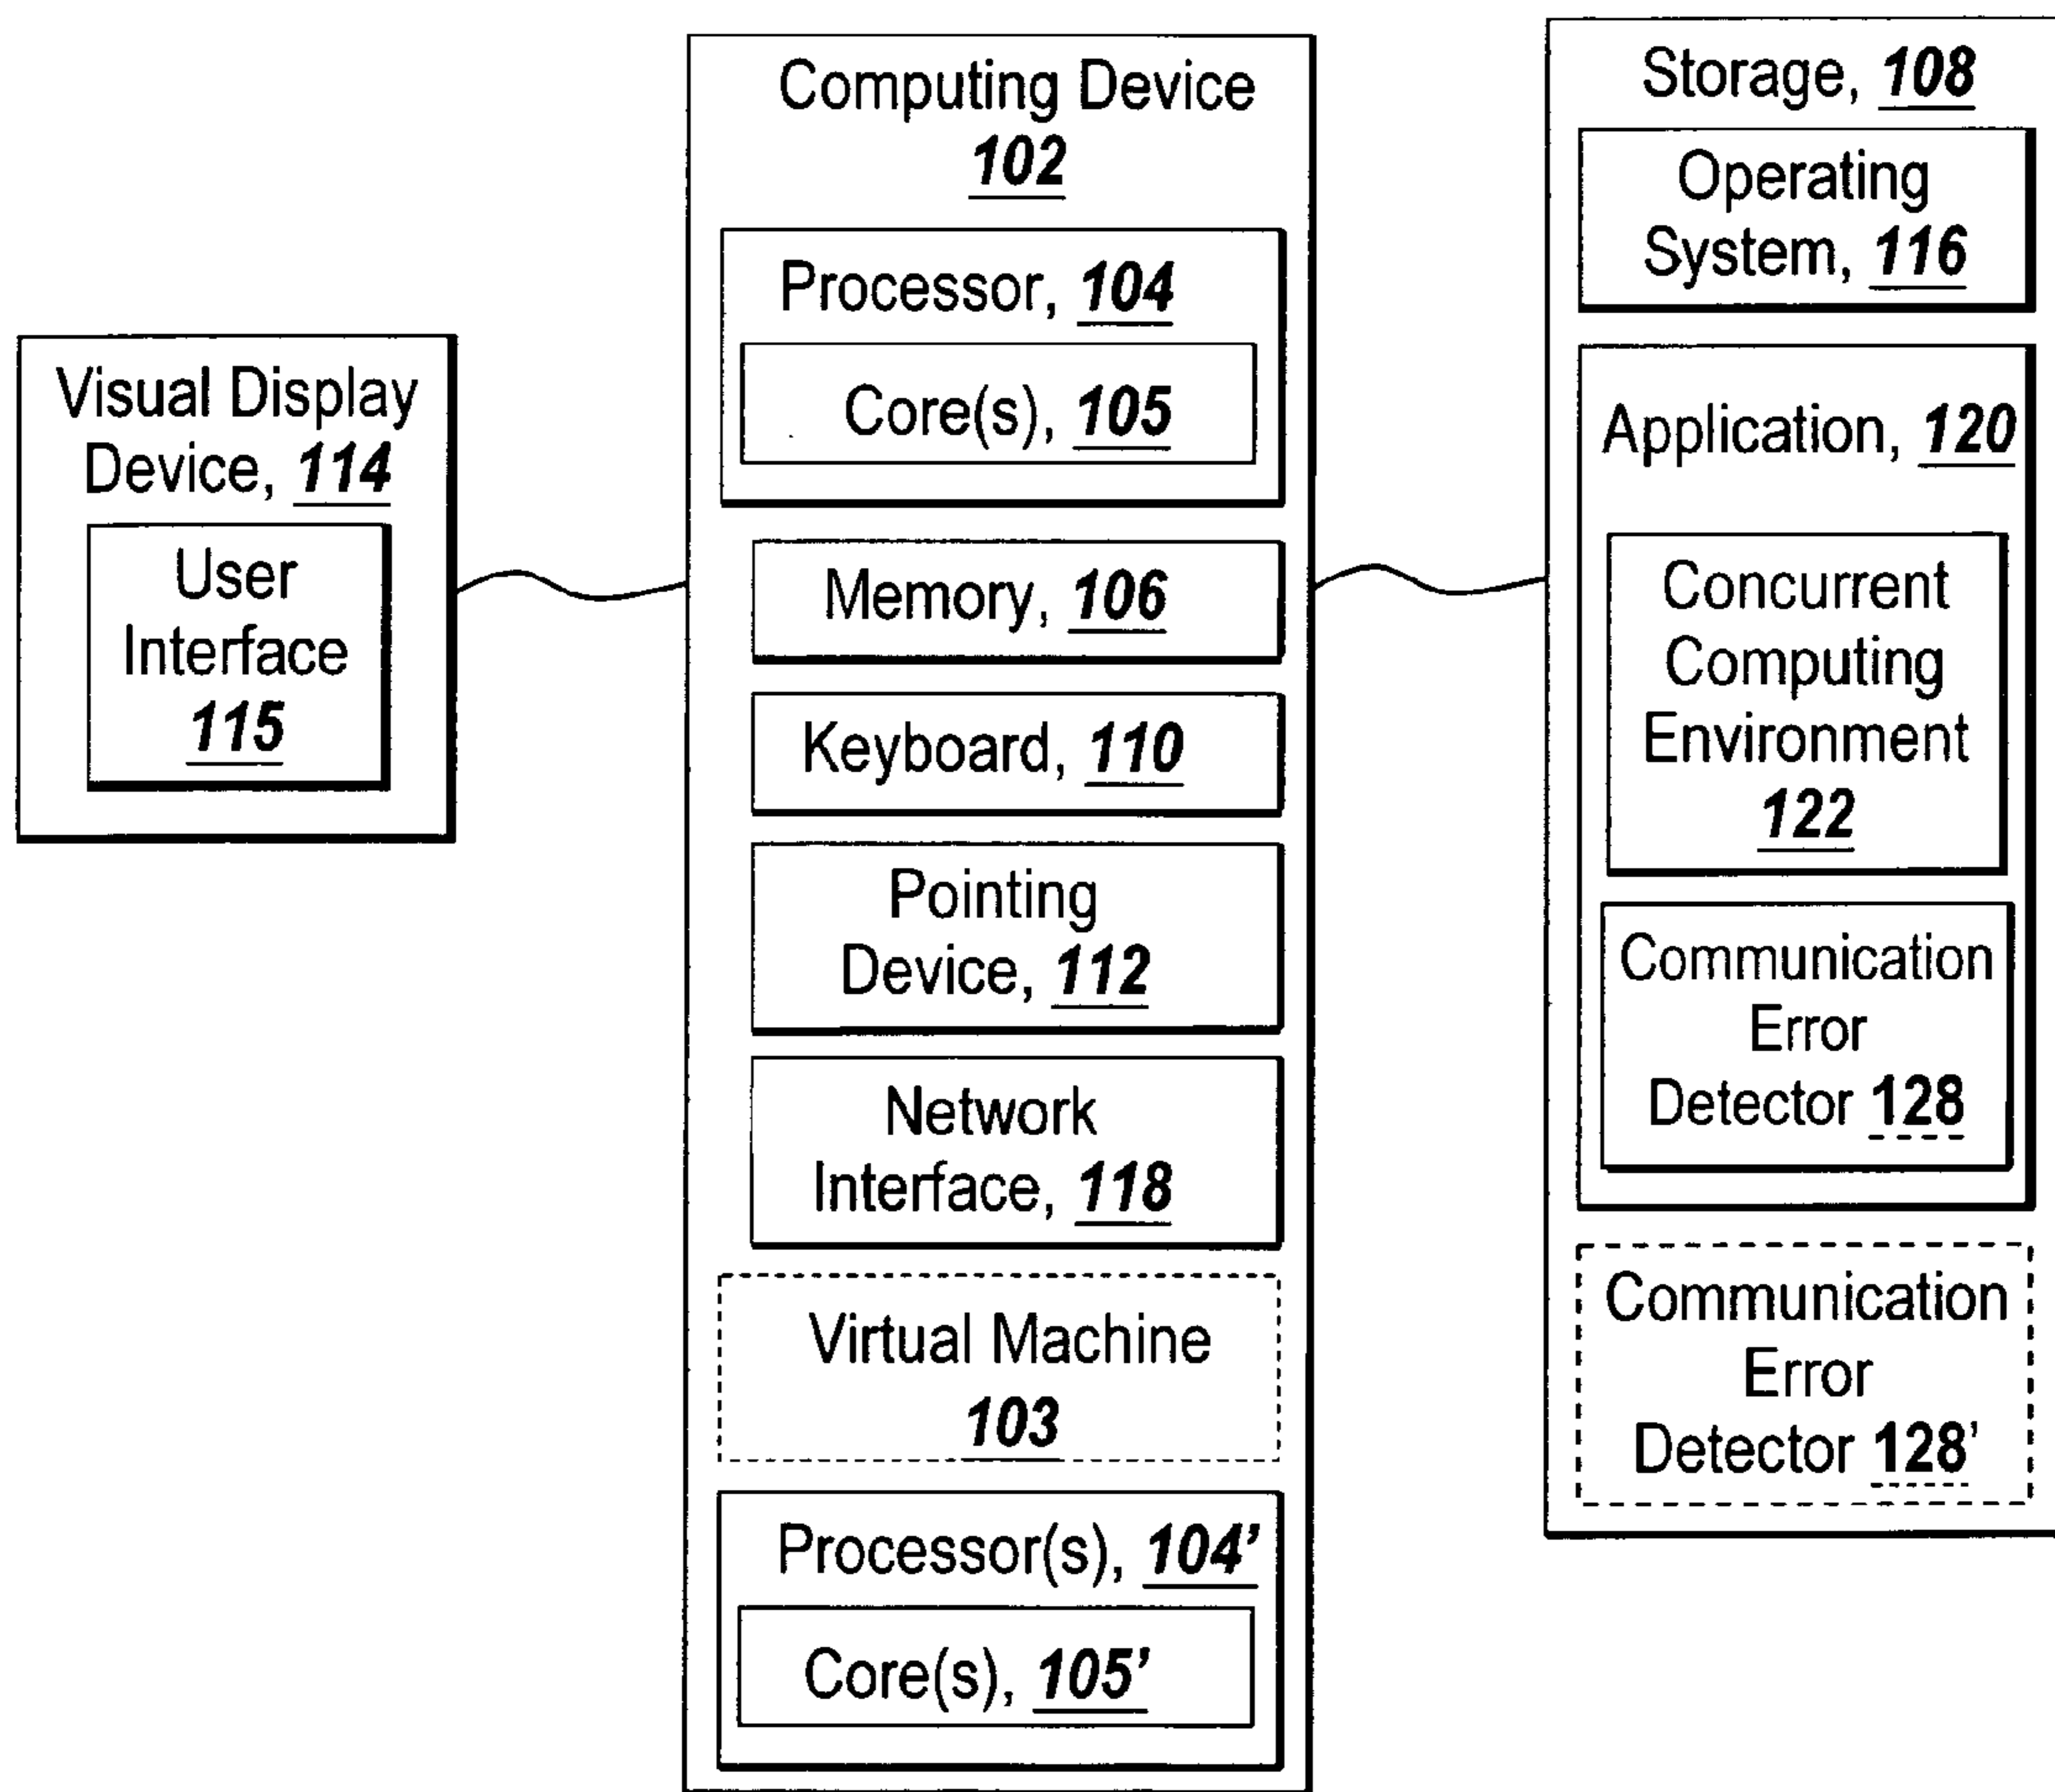 Visual Display
Device, 114
User
Interface
115
Computing Device
102
Processor, 104
Core(s), 105
Memory, 106
Keyboard, 110
Pointing
Device, 112
Network
Interface, 118
Virtual Machine
103
Processor(s), 104’
Core(s), 105’
Storage, 108
Operating
System, 116
Application, 120
Concurrent
Computing
Environment
122
Communication
Error
Detector 128
Communication
Error
Detector 128’